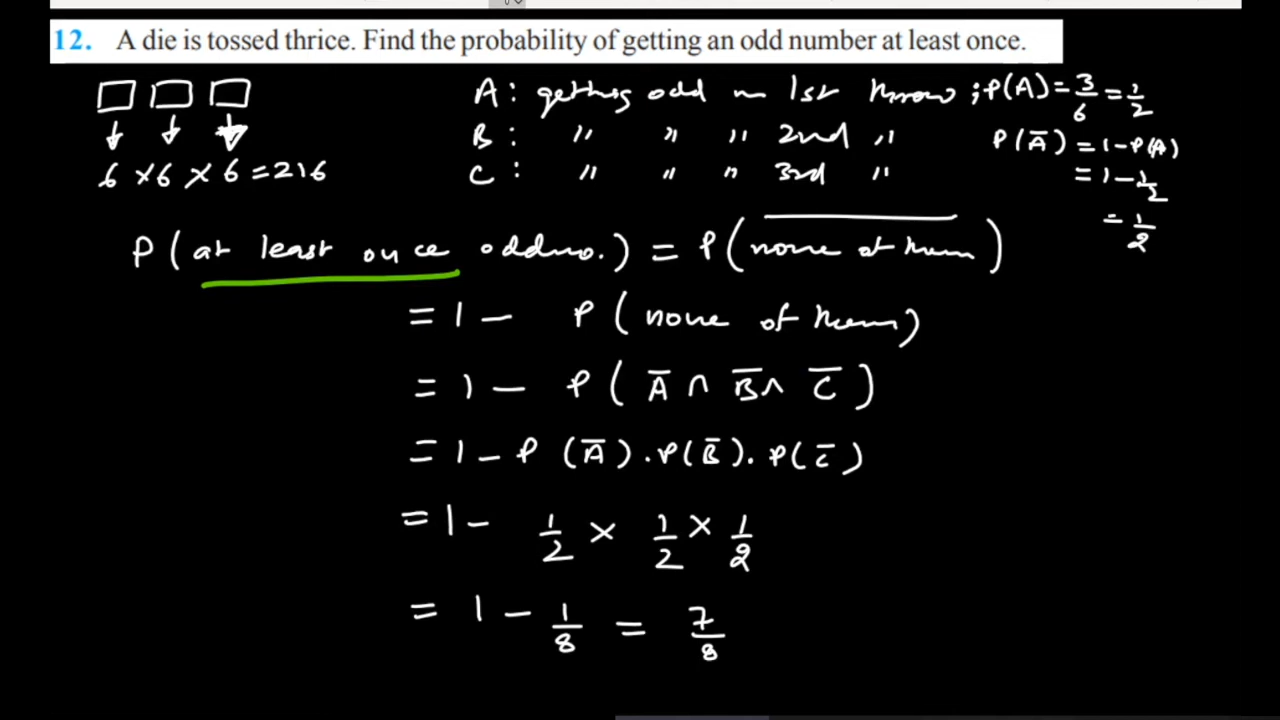 12. A die is tossed thrice. Find the probability of getting an odd number at least once.
A : getting odd in 1st throw ; P(A) = 3/6 = 1/2
B : " " " 2nd "
C : " " " 3rd "
P(A̅) = 1 - P(A)
= 1 - 1/2
= 1/2
6 × 6 × 6 = 216
P ( at least once odd no. ) = P ( \overline{none of them} )
= 1 - P ( none of them )
= 1 - P ( A̅ ∩ B̅ ∩ C̅ )
= 1 - P (A̅) . P(B̅) . P(C̅)
= 1 - 1/2 × 1/2 × 1/2
= 1 - 1/8 = 7/8